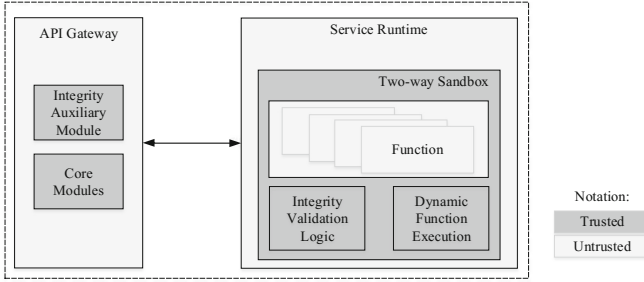 API Gateway
Integrity
Auxiliary
Module
Core
Modules
Service Runtime
Two-way Sandbox
Function
Integrity
Validation
Logic
Dynamic
Function
Execution
Notation:
Trusted
Untrusted